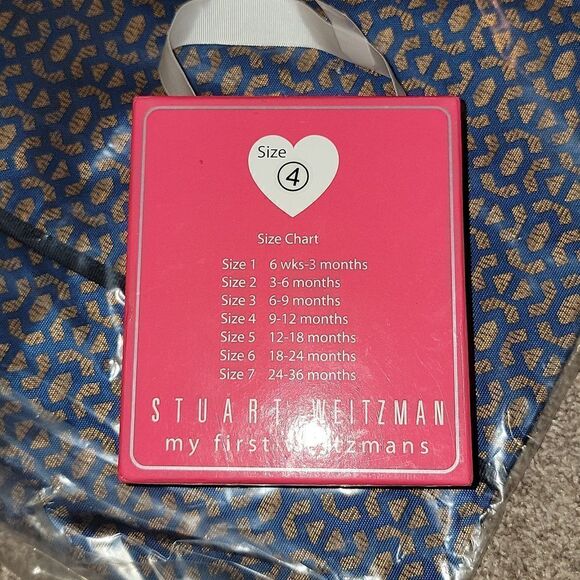 Size
4
Size Chart
Size 1 6 wks-3 months
Size 2 3-6 months
Size 3 6-9 months
Size 4 9-12 months
Size 5 12-18 months
Size 6 18-24 months
Size 7 24-36 months
STUART WEITZMAN
my first weitzmans